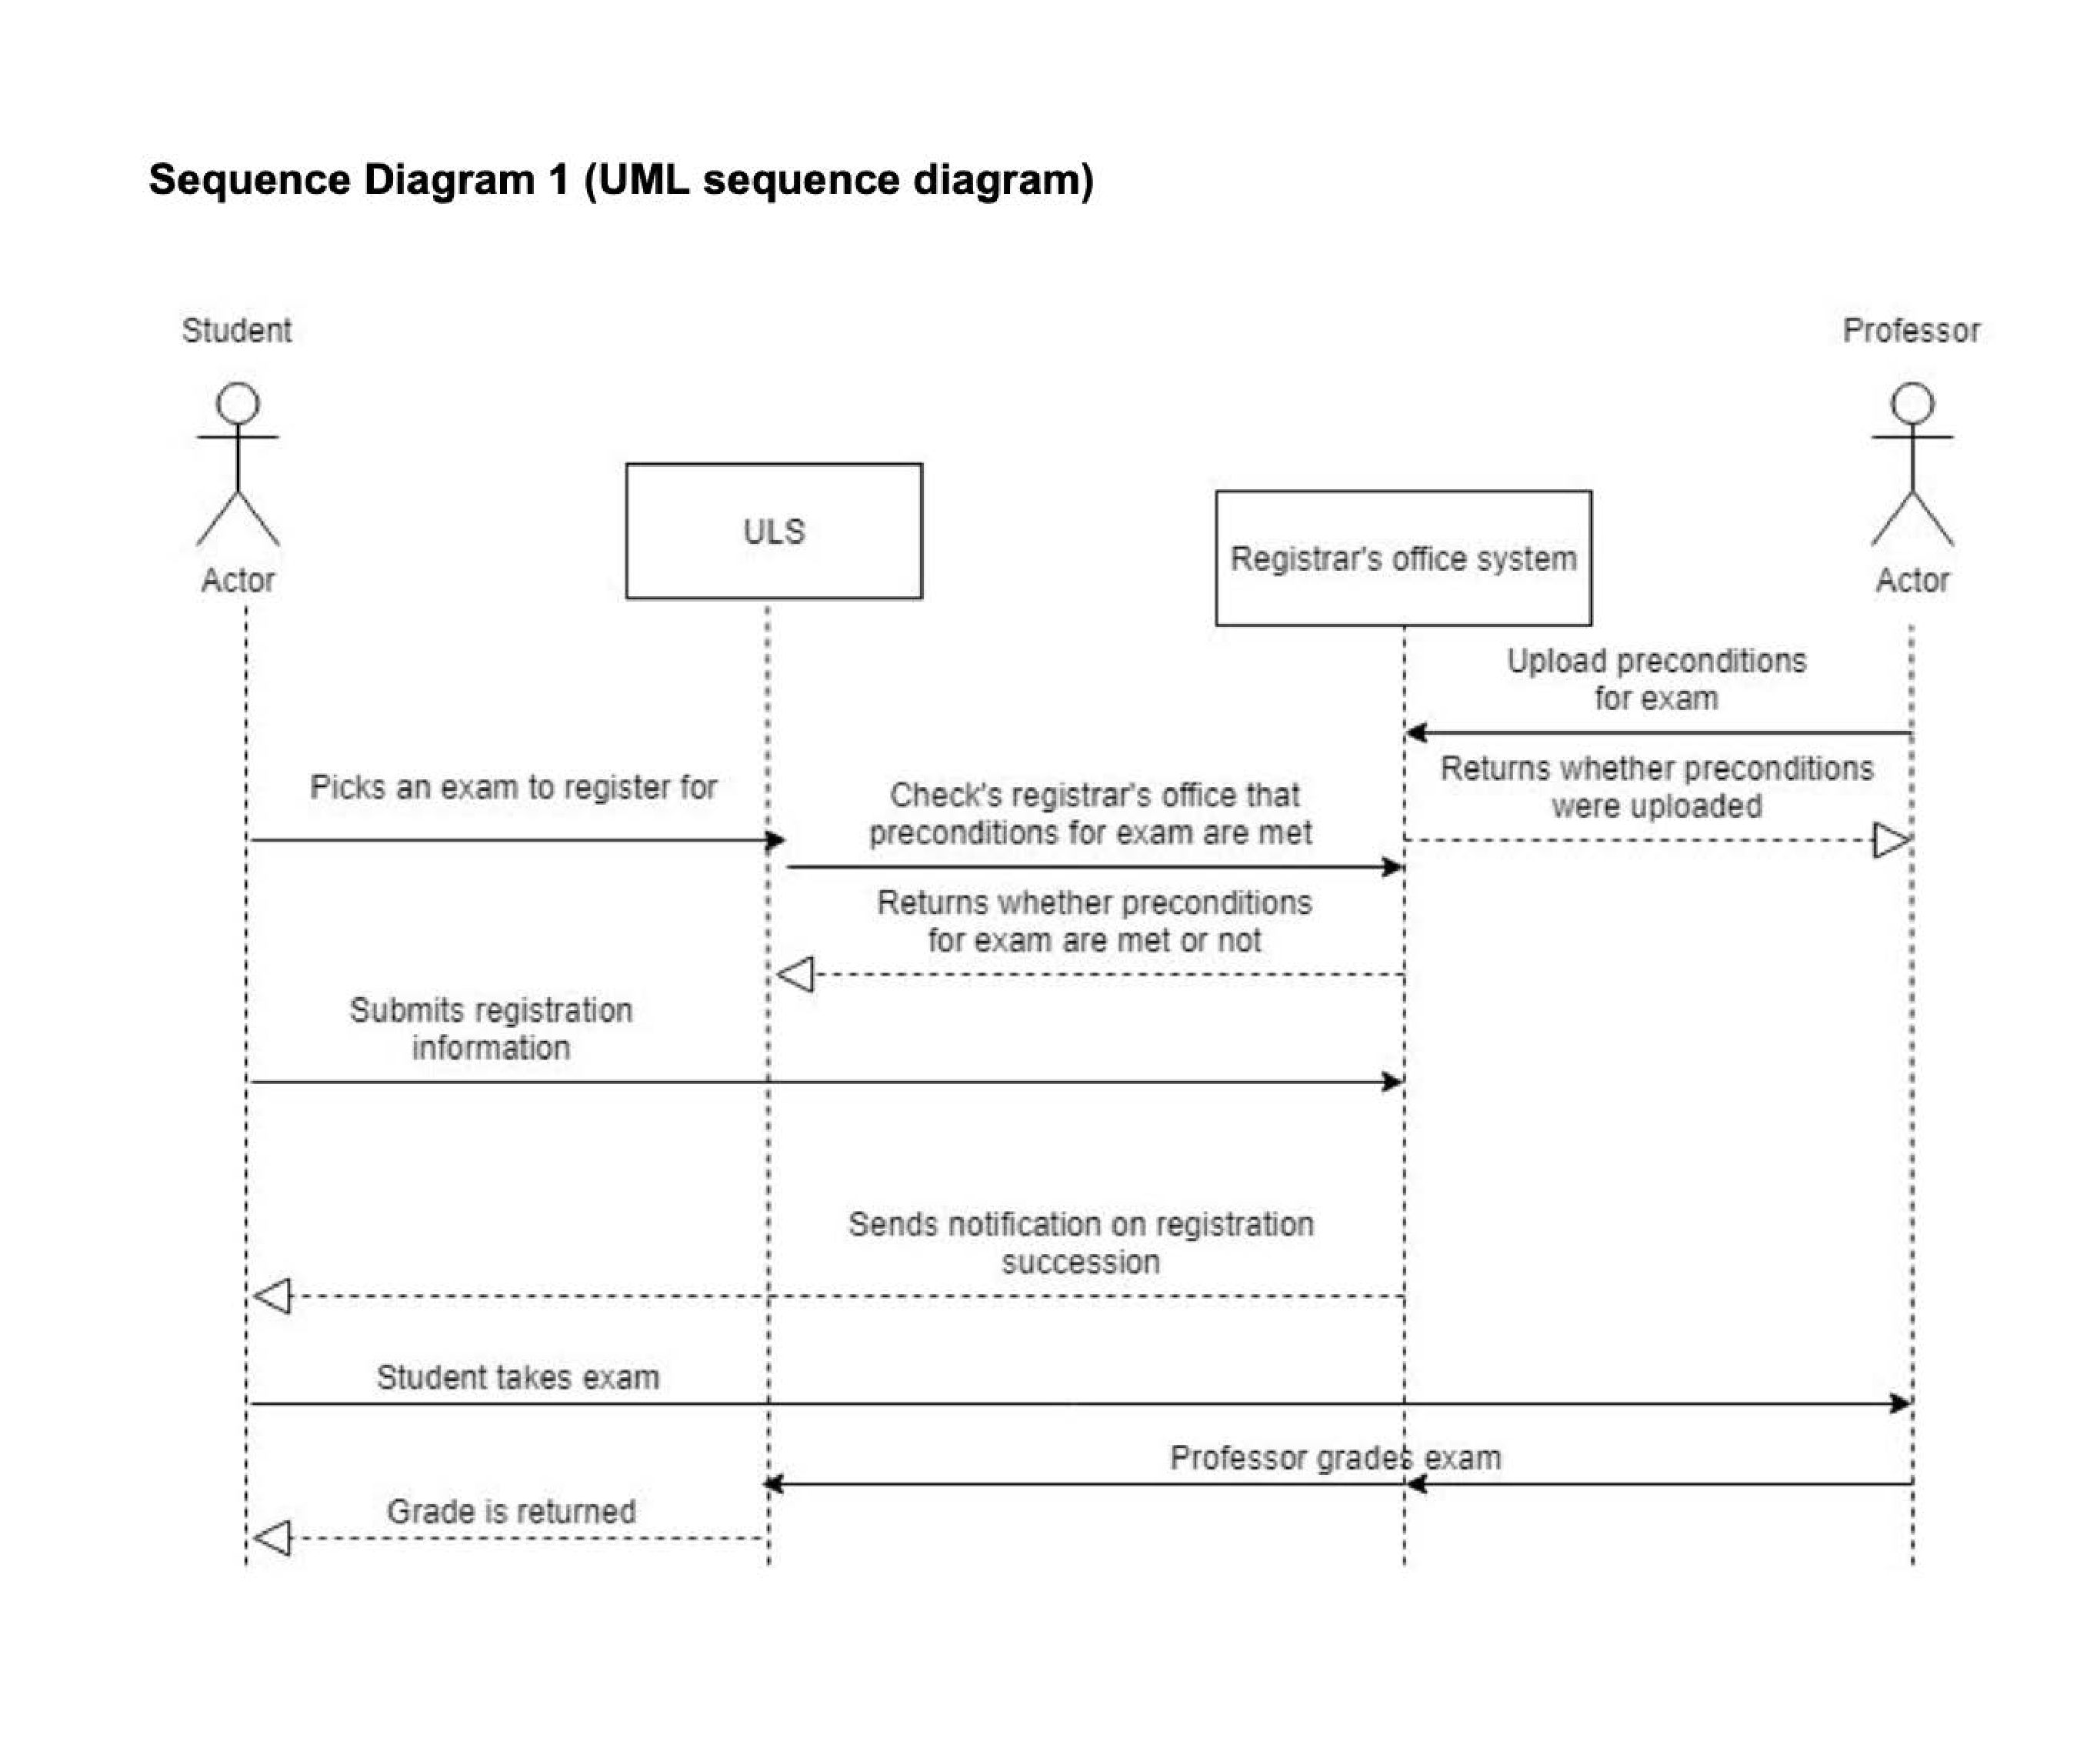 Sequence Diagram 1 (UML sequence diagram)
Student
Professor
ULS
Registrar's office system
Actor
Actor
Upload preconditions
for exam
Returns whether preconditions
were uploaded
Picks an exam to register for
Check's registrar's office that
preconditions for exam are met
Returns whether preconditions
for exam are met or not
Submits registration
information
Sends notification on registration
succession
Student takes exam
Professor grades exam
Grade is returned